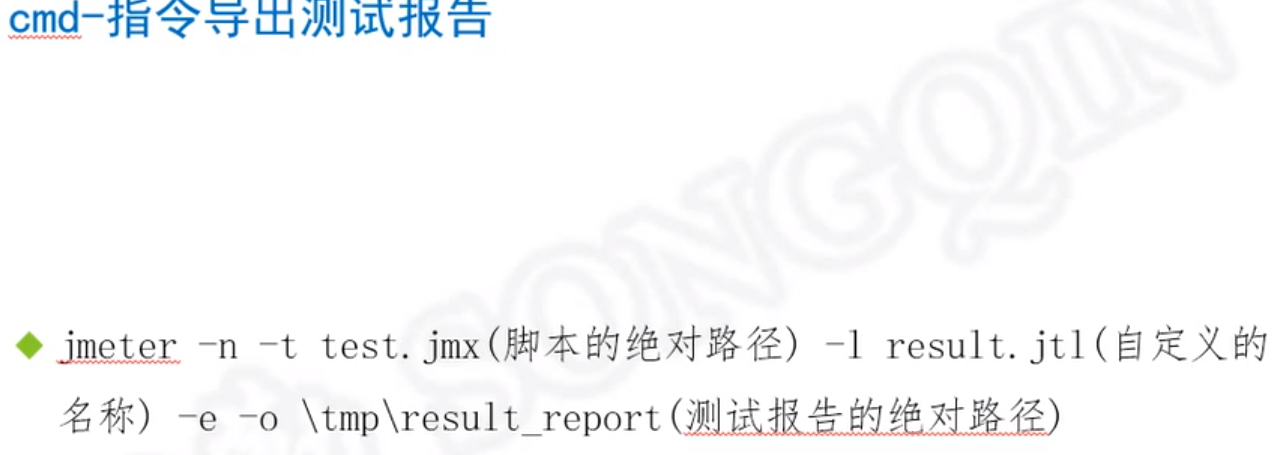 cmd-指令导出测试报告
SONGQIN
jmeter -n -t test.jmx(脚本的绝对路径) -l result.jtl(自定义的
名称) -e -o \tmp\result_report(测试报告的绝对路径)